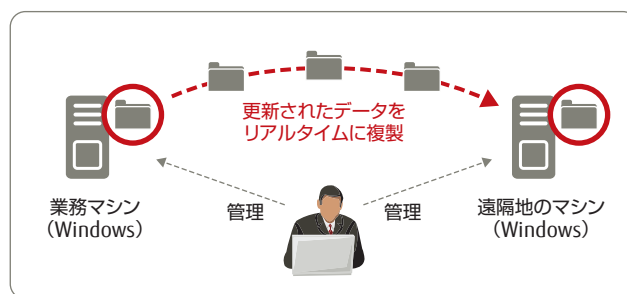 更新されたデータを
リアルタイムに複製
業務マシン
（Windows）
管理
管理
遠隔地のマシン
（Windows）